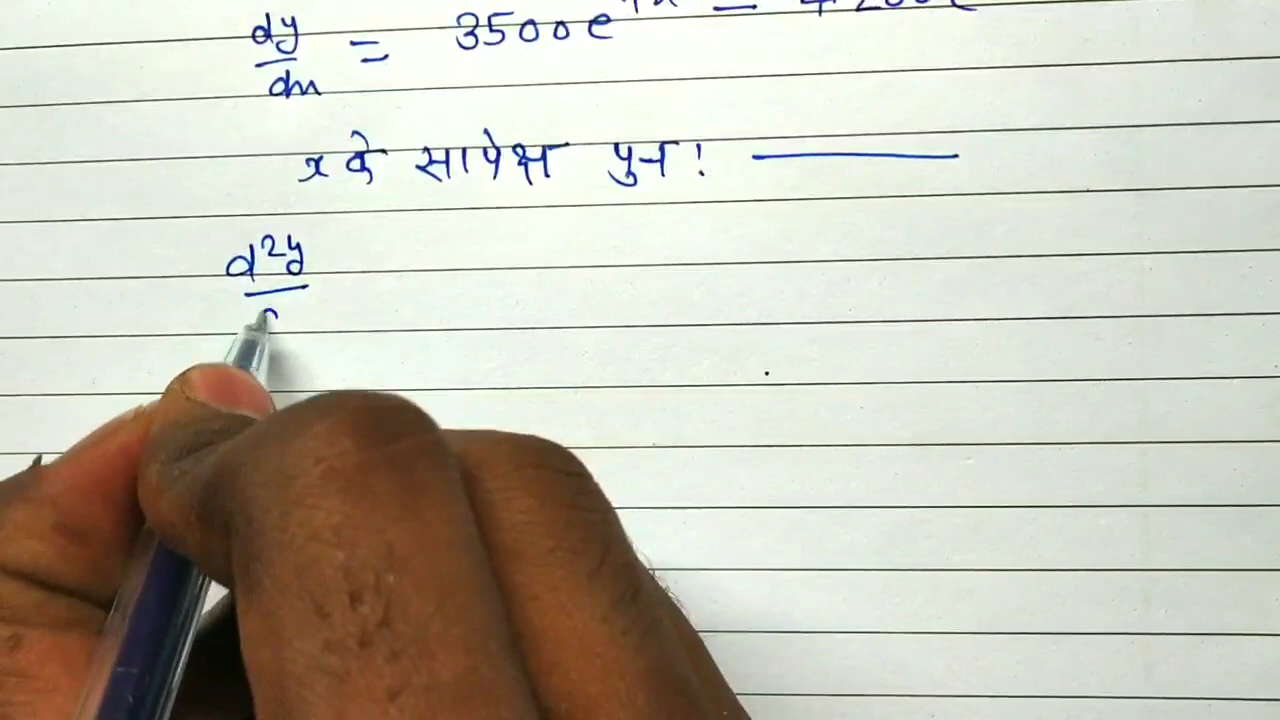 dy/dx = 3500e
x के सापेक्ष पुनः ———
d²y